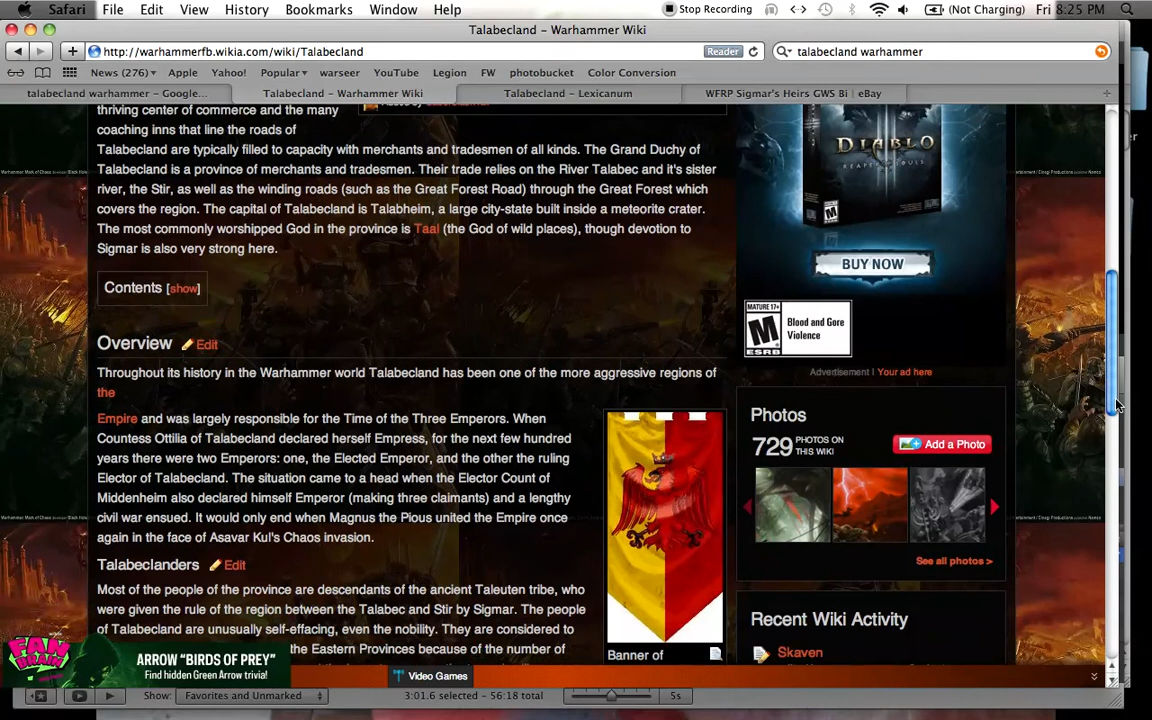 Safari File Edit View History Bookmarks Window Help Stop Recording (Not Charging) Fri 8:25 PM
Talabecland – Warhammer Wiki
http://warhammerfb.wikia.com/wiki/Talabecland Reader talabecland warhammer
News (276) Apple Yahoo! Popular warseer YouTube Legion FW photobucket Color Conversion
talabecland warhammer – Google... Talabecland – Warhammer Wiki Talabecland – Lexicanum WFRP Sigmar's Heirs GWS Bi | eBay
thriving center of commerce and the many
coaching inns that line the roads of
Talabecland are typically filled to capacity with merchants and tradesmen of all kinds. The Grand Duchy of
Talabecland is a province of merchants and tradesmen. Their trade relies on the River Talabec and it's sister
river, the Stir, as well as the winding roads (such as the Great Forest Road) through the Great Forest which
covers the region. The capital of Talabecland is Talabheim, a large city-state built inside a meteorite crater.
The most commonly worshipped God in the province is Taal (the God of wild places), though devotion to
Sigmar is also very strong here.
Contents [show]
Overview Edit
Throughout its history in the Warhammer world Talabecland has been one of the more aggressive regions of
the
Empire and was largely responsible for the Time of the Three Emperors. When
Countess Ottilia of Talabecland declared herself Empress, for the next few hundred
years there were two Emperors: one, the Elected Emperor, and the other the ruling
Elector of Talabecland. The situation came to a head when the Elector Count of
Middenheim also declared himself Emperor (making three claimants) and a lengthy
civil war ensued. It would only end when Magnus the Pious united the Empire once
again in the face of Asavar Kul's Chaos invasion.
Talabeclanders Edit
Most of the people of the province are descendants of the ancient Taleuten tribe, who
were given the rule of the region between the Talabec and Stir by Sigmar. The people
of Talabecland are unusually self-effacing, even the nobility. They are considered to
the Eastern Provinces because of the number of
Banner of
DIABLO
REAPER OF SOULS
BUY NOW
MATURE 17+
M
ESRB
Blood and Gore
Violence
Advertisement | Your ad here
Photos
729 PHOTOS ON
THIS WIKI
Add a Photo
See all photos >
Recent Wiki Activity
Skaven
FAN
BRAIN
ARROW "BIRDS OF PREY"
Find hidden Green Arrow trivia!
Video Games
Show: Favorites and Unmarked 3:01.6 selected – 56:18 total 5s